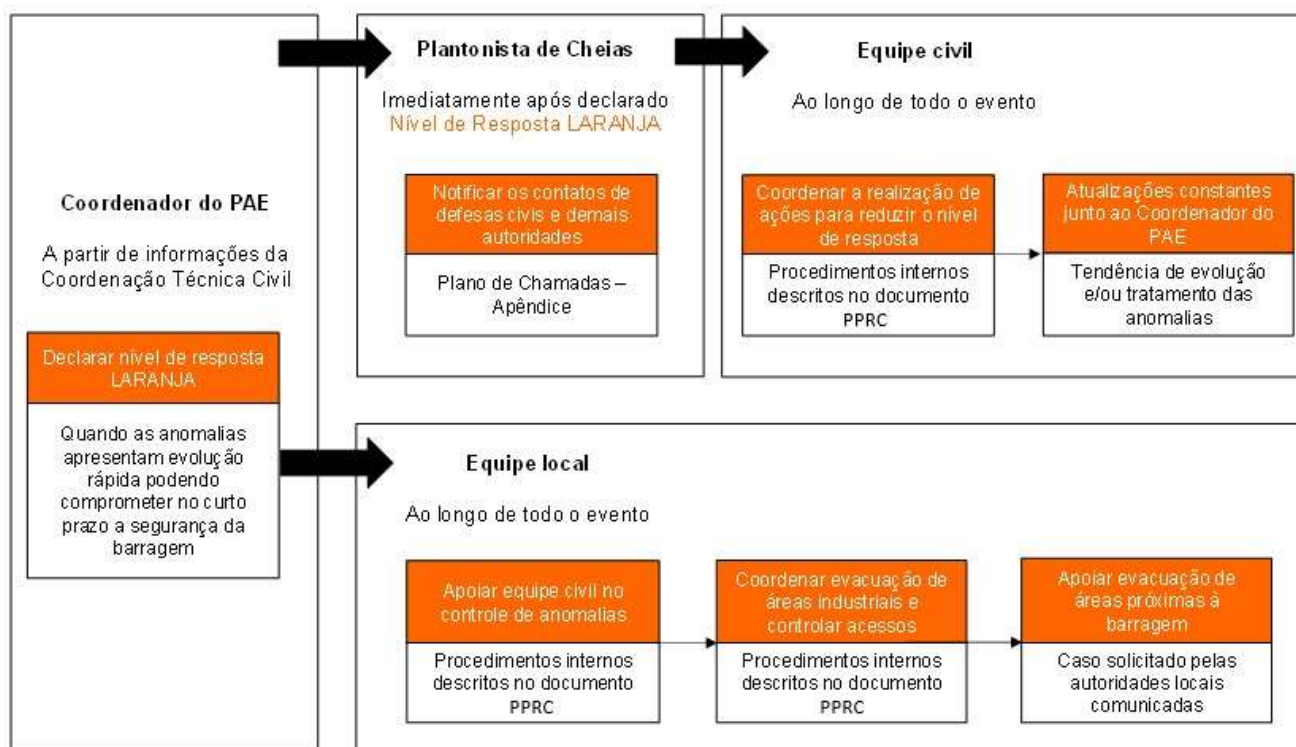 Coordenador do PAE
A partir de informações da
Coordenação Técnica Civil
Declarar nível de resposta
LARANJA
Quando as anomalias
apresentam evolução
rápida podendo
comprometer no curto
prazo a segurança da
barragem
Plantonista de Cheias
Imediatamente após declarado
Nível de Resposta LARANJA
Notificar os contatos de
defesas civis e demais
autoridades
Plano de Chamadas –
Apêndice
Equipe civil
Ao longo de todo o evento
Coordenar a realização de
ações para reduzir o nível
de resposta
Procedimentos internos
descritos no documento
PPRC
Atualizações constantes
junto ao Coordenador do
PAE
Tendência de evolução
e/ou tratamento das
anomalias
Equipe local
Ao longo de todo o evento
Apoiar equipe civil no
controle de anomalias
Procedimentos internos
descritos no documento
PPRC
Coordenar evacuação de
áreas industriais e
controlar acessos
Procedimentos internos
descritos no documento
PPRC
Apoiar evacuação de
áreas próximas à
barragem
Caso solicitado pelas
autoridades locais
comunicadas